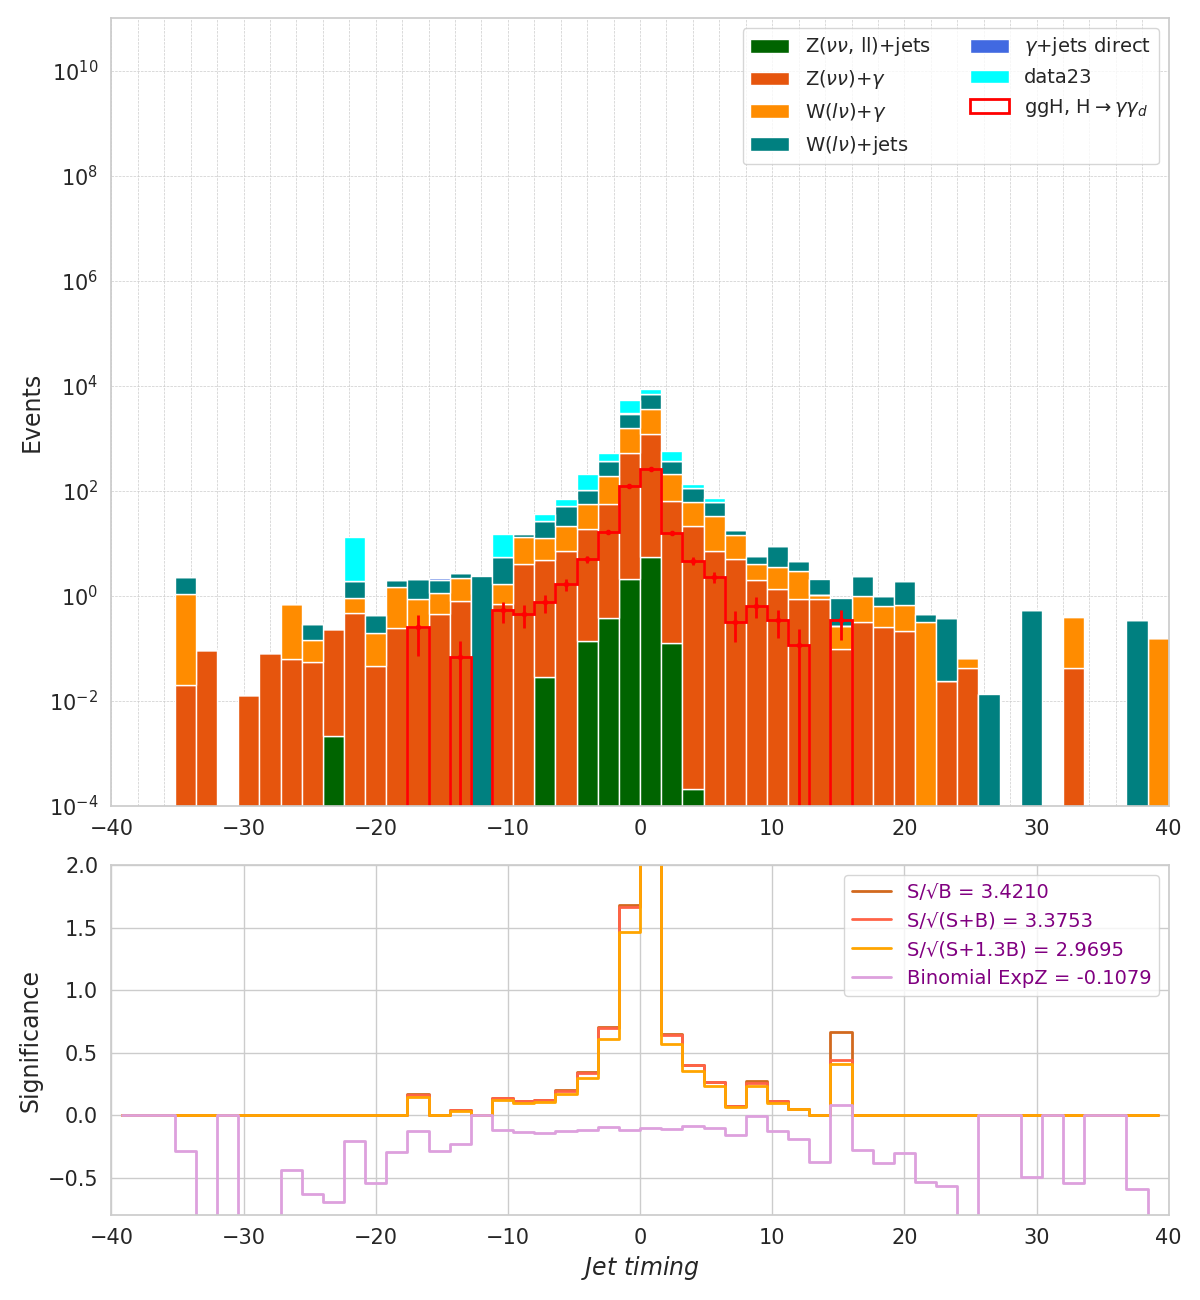 Z(νν, ll)+jets
Z(νν)+γ
W(lν)+γ
W(lν)+jets
γ+jets direct
data23
ggH, H→γγ_d
10^10
10^8
10^6
10^4
10^2
10^0
10^−2
10^−4
Events
−40 −30 −20 −10 0 10 20 30 40
S/√B = 3.4210
S/√(S+B) = 3.3753
S/√(S+1.3B) = 2.9695
Binomial ExpZ = -0.1079
2.0
1.5
1.0
0.5
0.0
−0.5
Significance
−40 −30 −20 −10 0 10 20 30 40
Jet timing